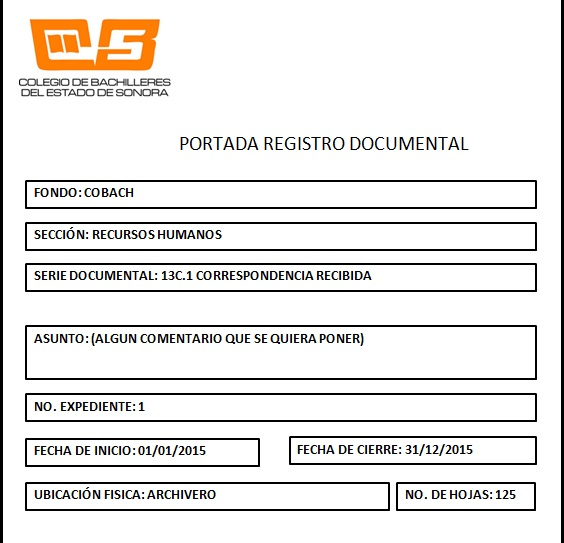 COLEGIO DE BACHILLERES
DEL ESTADO DE SONORA
PORTADA REGISTRO DOCUMENTAL
FONDO: COBACH
SECCIÓN: RECURSOS HUMANOS
SERIE DOCUMENTAL: 13C.1 CORRESPONDENCIA RECIBIDA
ASUNTO: (ALGUN COMENTARIO QUE SE QUIERA PONER)
NO. EXPEDIENTE: 1
FECHA DE INICIO: 01/01/2015
FECHA DE CIERRE: 31/12/2015
UBICACIÓN FISICA: ARCHIVERO
NO. DE HOJAS: 125